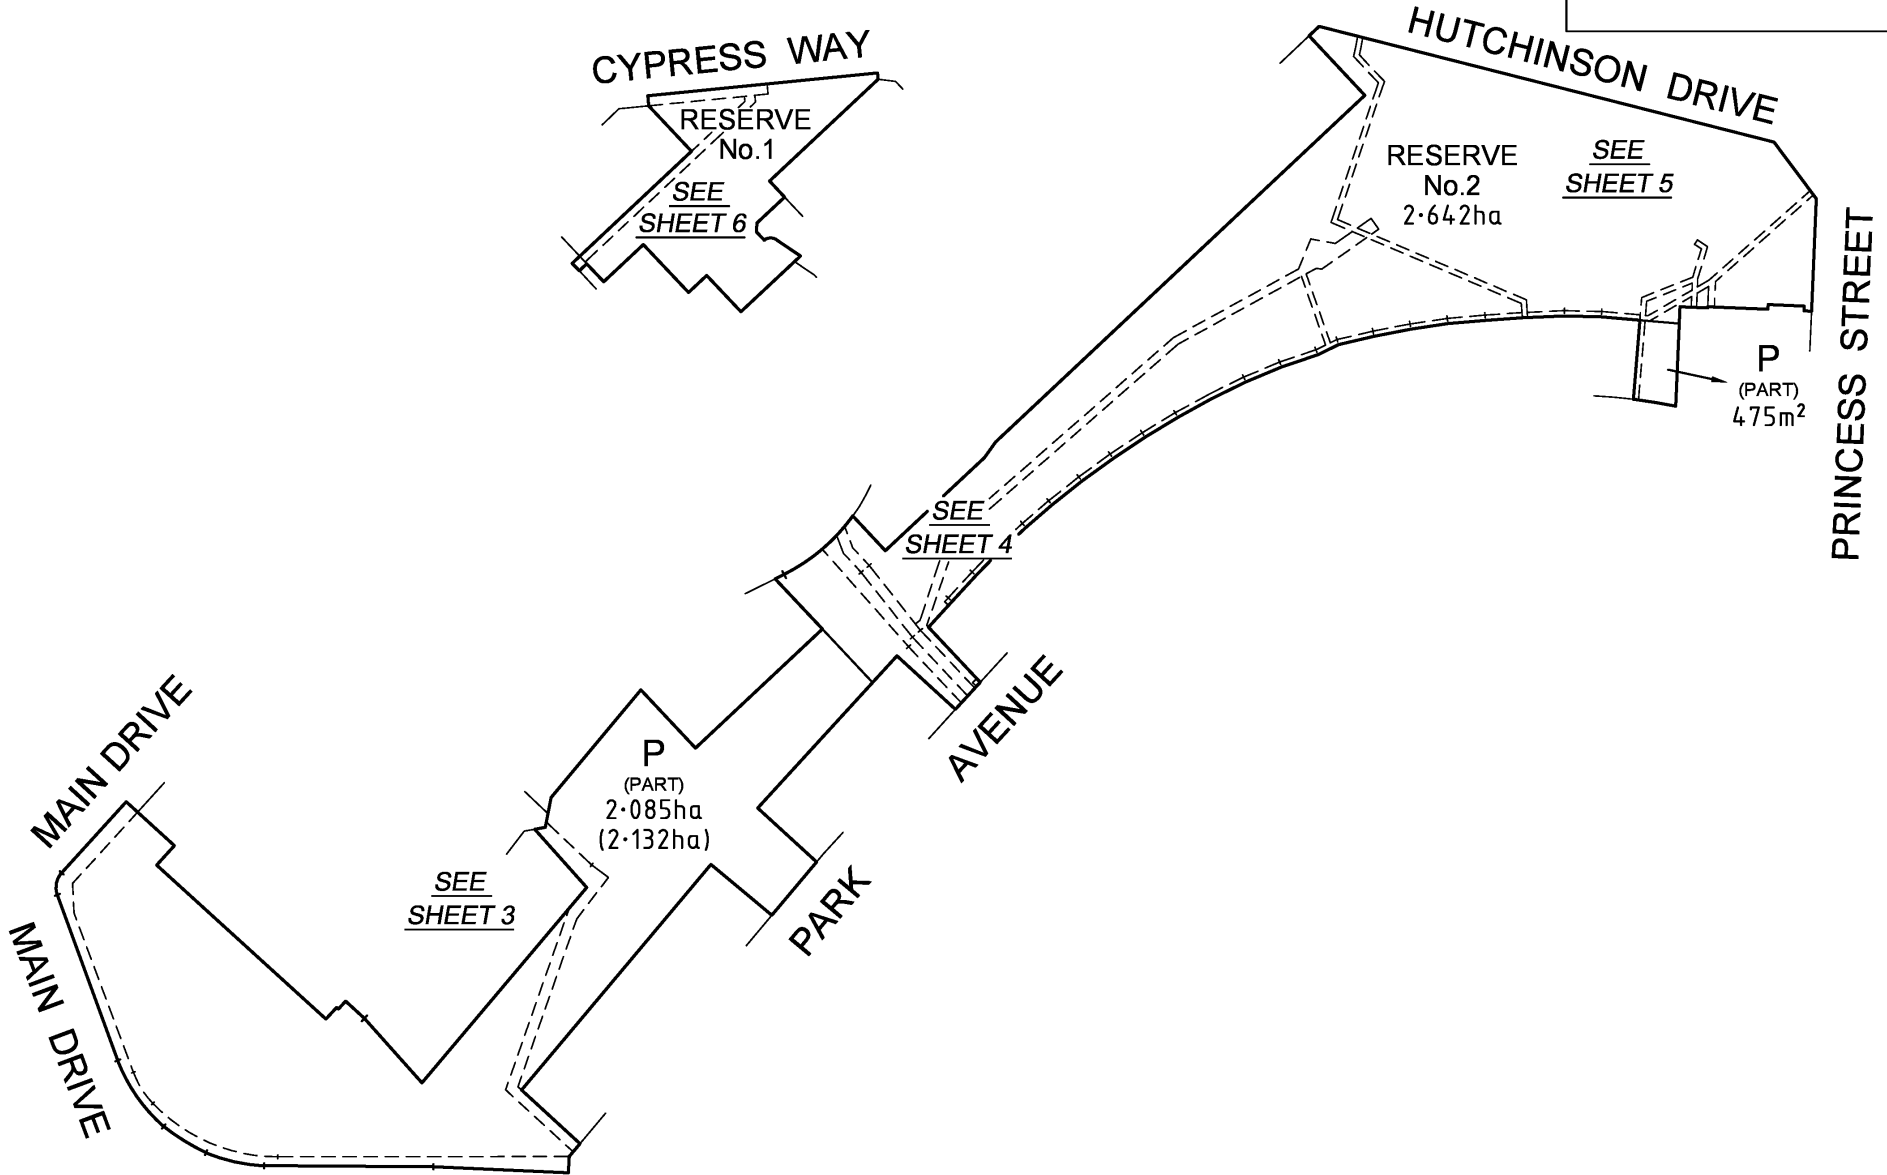 CYPRESS WAY
RESERVE
No.1
SEE
SHEET 6
HUTCHINSON DRIVE
RESERVE
No.2
2·642ha
SEE
SHEET 5
PRINCESS STREET
P
(PART)
475m²
SEE
SHEET 4
AVENUE
PARK
P
(PART)
2·085ha
(2·132ha)
MAIN DRIVE
SEE
SHEET 3
MAIN DRIVE